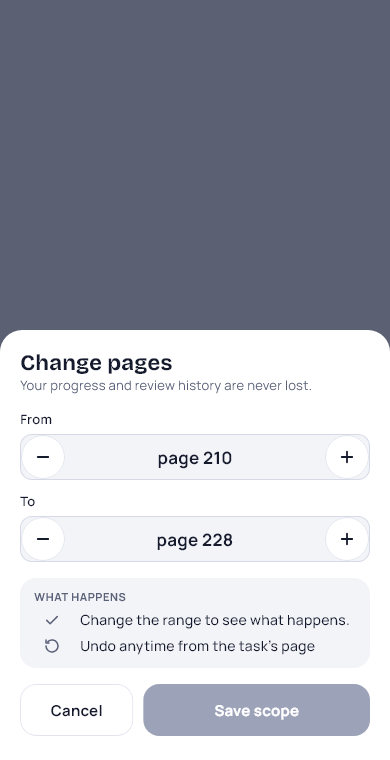 Change pages
Your progress and review history are never lost.
From
page 210
To
page 228
WHAT HAPPENS
Change the range to see what happens.
Undo anytime from the task's page
Cancel
Save scope